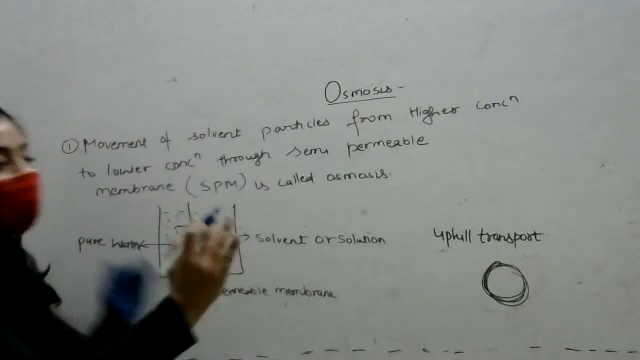 Osmosis-
① Movement of solvent particles from Higher concⁿ
to lower concⁿ through semi permeable
membrane (SPM) is called osmosis.
pure water
Solvent or solution
uphill transport
permeable membrane